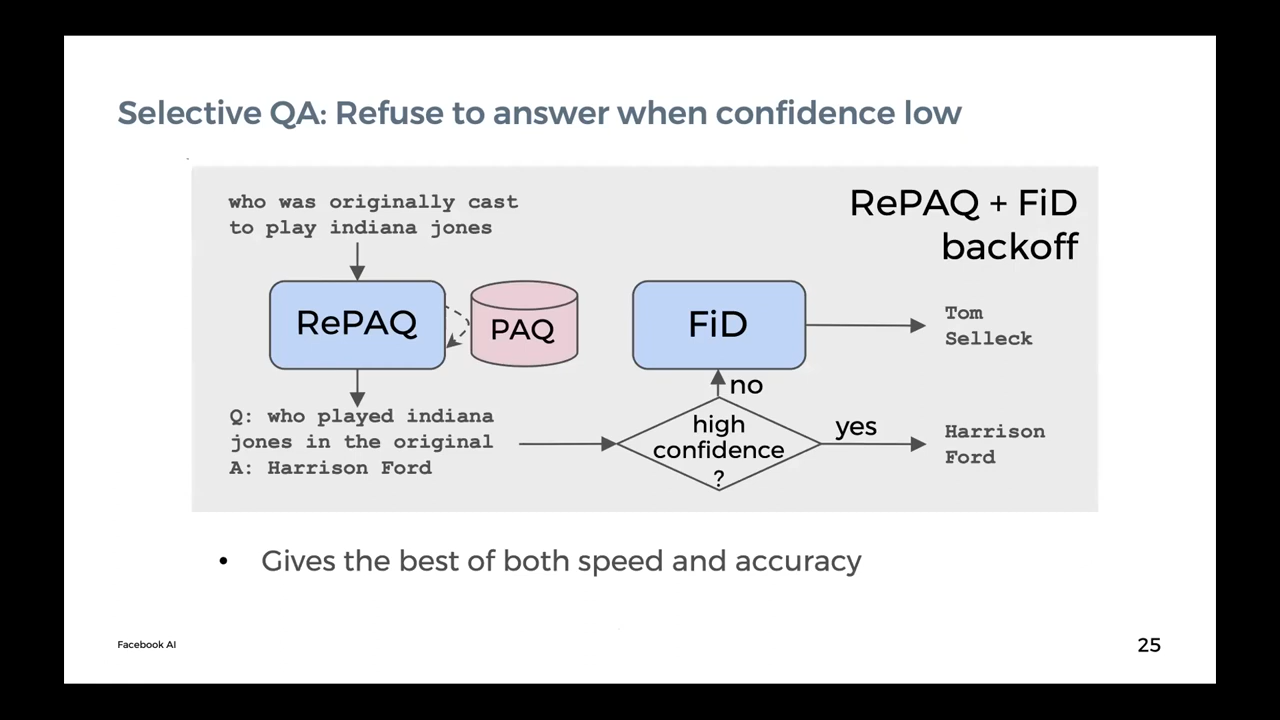 Selective QA: Refuse to answer when confidence low
who was originally cast
to play indiana jones
RePAQ + FiD
backoff
RePAQ
PAQ
FiD
Tom
Selleck
no
Q: who played indiana
jones in the original
A: Harrison Ford
high
confidence
?
yes
Harrison
Ford
• Gives the best of both speed and accuracy
Facebook AI
25